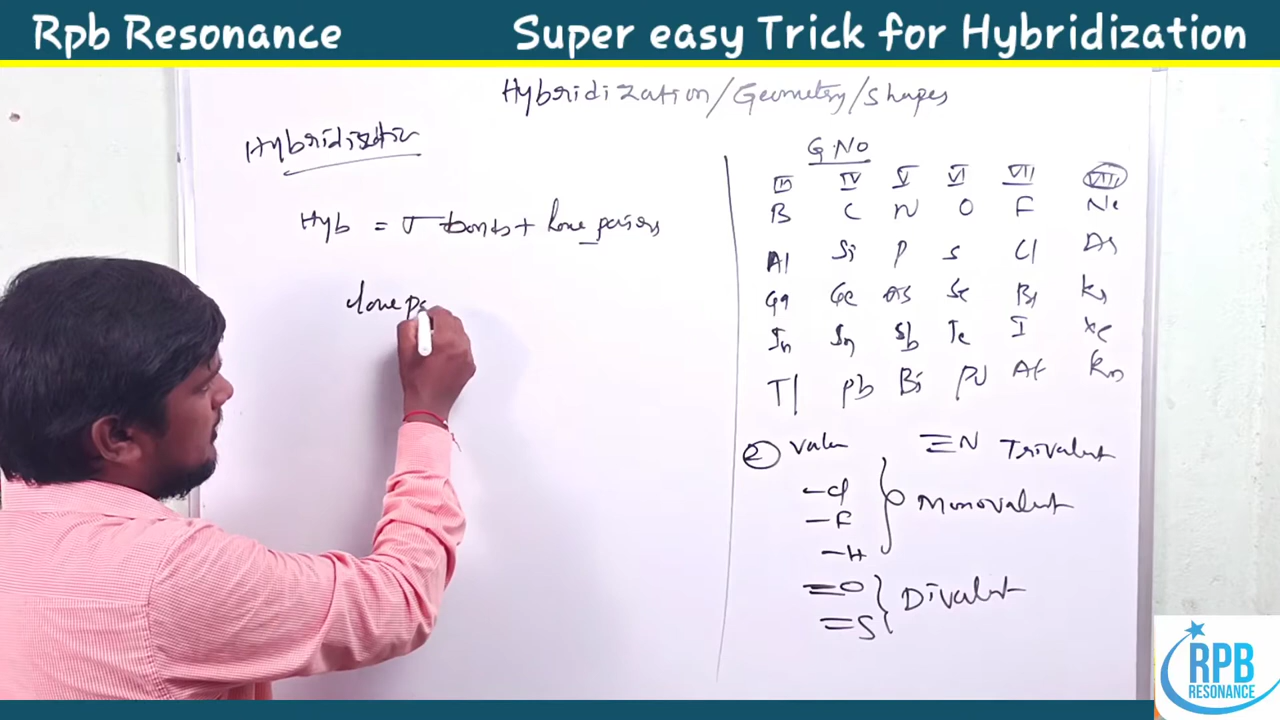 Rpb Resonance
Super easy Trick for Hybridization
Hybridization/Geometry/shapes
Hybridization
Hyb = σ bonds + lone pairs
lone pa
G.No
III IV V VI VII VIII
B C N O F Ne
Al Si P S Cl Ar
Ga Ge As Se Br Kr
In Sn Sb Te I Xe
Tl Pb Bi At Rn
② Valen
≡N Trivalent
-Cl
-F
-H
Monovalent
=O
=S
Divalent
RPB
RESONANCE